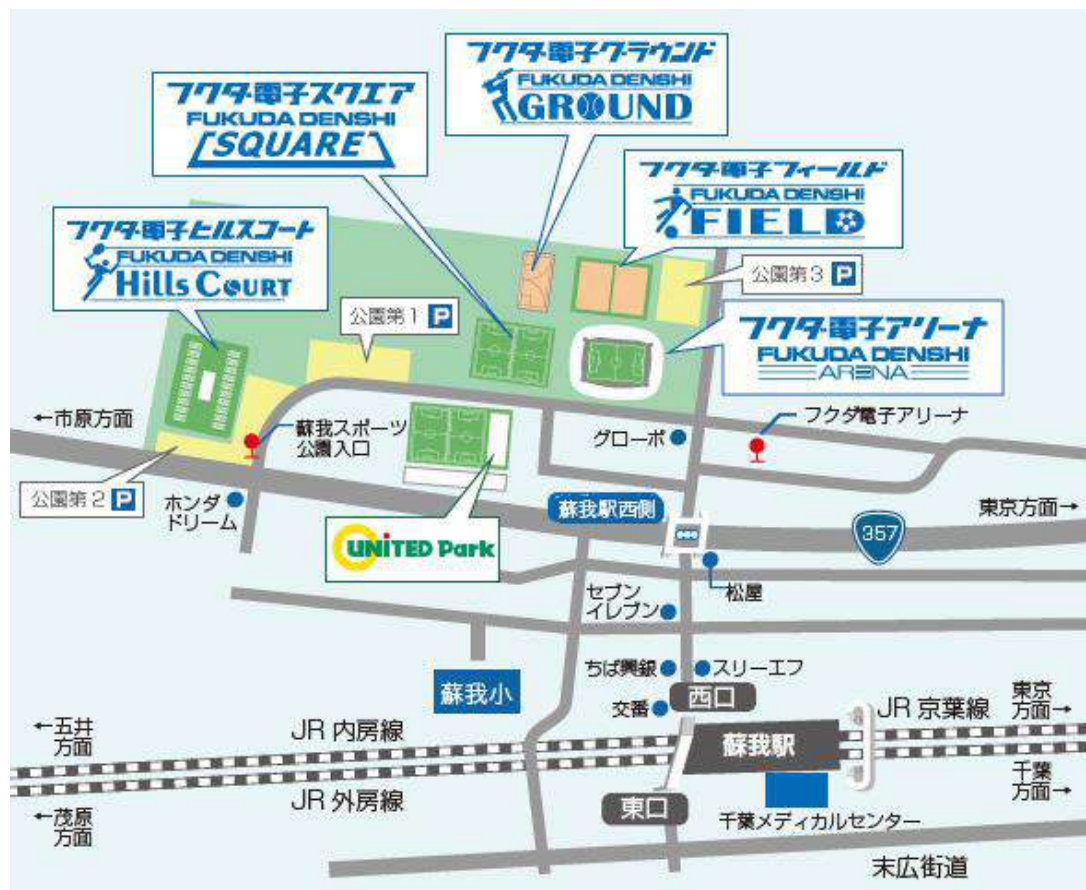 フクダ電子グラウンド
FUKUDA DENSHI
GROUND
フクダ電子スクエア
FUKUDA DENSHI
SQUARE
フクダ電子フィールド
FUKUDA DENSHI
FIELD
フクダ電子ヒルスコート
FUKUDA DENSHI
Hills COURT
公園第3 P
公園第1 P
フクダ電子アリーナ
FUKUDA DENSHI
ARENA
←市原方面
蘇我スポーツ
公園入口
グローボ
フクダ電子アリーナ
公園第2 P
ホンダ
ドリーム
蘇我駅西側
357
東京方面→
UNITED Park
セブン
イレブン
松屋
ちば興銀
スリーエフ
蘇我小
西口
交番
←五井
方面
JR 内房線
蘇我駅
JR 京葉線
東京
方面→
JR 外房線
←茂原
方面
東口
千葉
方面→
千葉メディカルセンター
末広街道